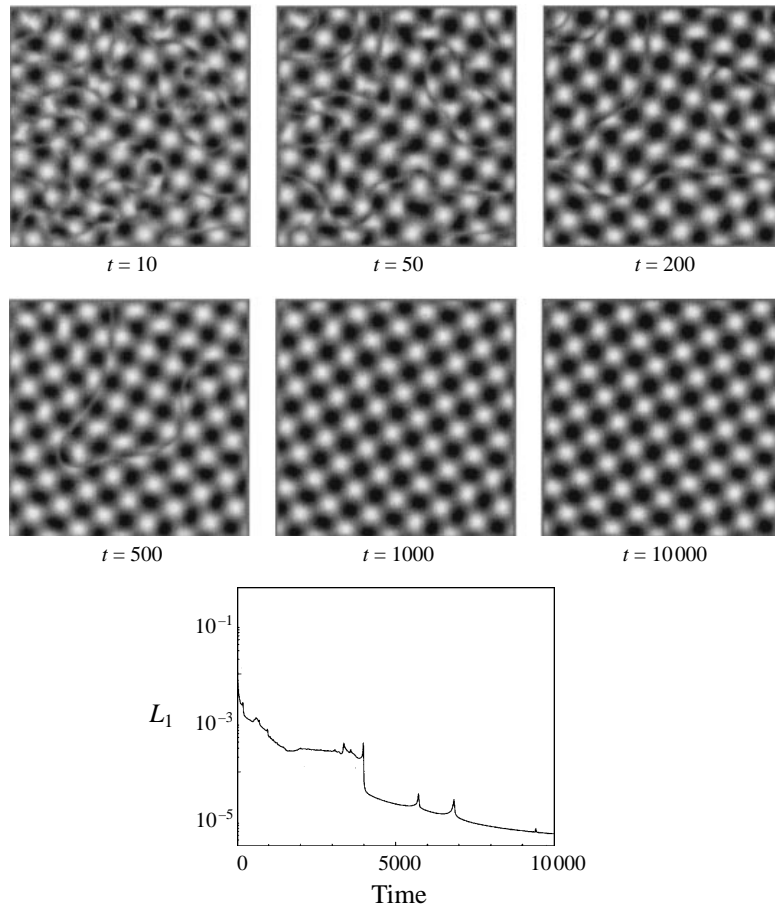 t = 10
t = 50
t = 200
t = 500
t = 1000
t = 10 000
10⁻¹
10⁻³
10⁻⁵
L₁
0
5000
10 000
Time